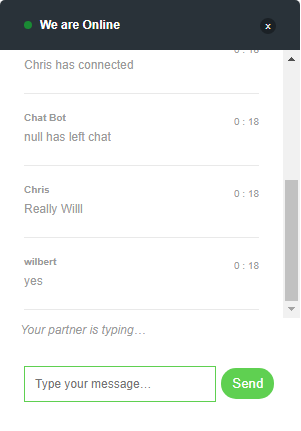 We are Online
x
0 : 18
Chris has connected
Chat Bot
0 : 18
null has left chat
Chris
0 : 18
Really Willl
wilbert
0 : 18
yes
Your partner is typing…
Type your message…
Send